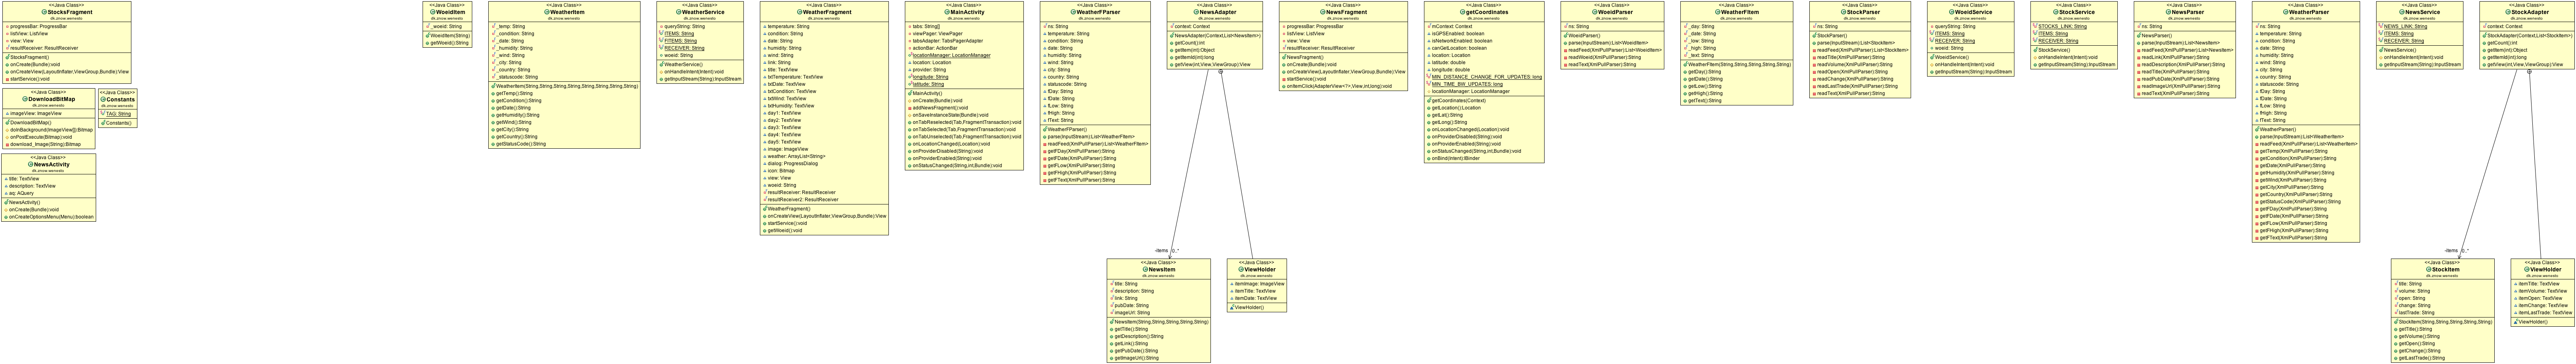 <<Java Class>>
StocksFragment
progressBar: ProgressBar
listView: ListView
view: View
resultReceiver: ResultReceiver
StocksFragment()
onCreate(Bundle):void
onCreateView(LayoutInflater,ViewGroup,Bundle):View
startService():void
<<Java Class>>
DownloadBitMap
imageView: ImageView
DownloadBitMap()
doInBackground(ImageView[]):Bitmap
onPostExecute(Bitmap):void
download_Image(String):Bitmap
<<Java Class>>
Constants
TAG: String
Constants()
<<Java Class>>
NewsActivity
title: TextView
description: TextView
aq: AQuery
NewsActivity()
onCreate(Bundle):void
onCreateOptionsMenu(Menu):boolean
<<Java Class>>
WoeidItem
_woeid: String
WoeidItem(String)
getWoeid():String
<<Java Class>>
WeatherItem
_temp: String
_condition: String
_date: String
_humidity: String
_wind: String
_city: String
_country: String
_statuscode: String
WeatherItem(String,String,String,String,String,String,String,String)
getTemp():String
getCondition():String
getDate():String
getHumidity():String
getWind():String
getCity():String
getCountry():String
getStatusCode():String
<<Java Class>>
WeatherService
queryString: String
ITEMS: String
FITEMS: String
RECEIVER: String
woeid: String
WeatherService()
onHandleIntent(Intent):void
getInputStream(String):InputStream
<<Java Class>>
WeatherFragment
temperature: String
condition: String
date: String
humidity: String
wind: String
link: String
title: TextView
txtTemperature: TextView
txtDate: TextView
txtCondition: TextView
txtWind: TextView
txtHumidity: TextView
day1: TextView
day2: TextView
day3: TextView
day4: TextView
day5: TextView
image: ImageView
weather: ArrayList<String>
dialog: ProgressDialog
icon: Bitmap
view: View
woeid: String
resultReceiver: ResultReceiver
resultReceiver2: ResultReceiver
WeatherFragment()
onCreateView(LayoutInflater,ViewGroup,Bundle):View
startService():void
getWoeid():void
<<Java Class>>
MainActivity
tabs: String[]
viewPager: ViewPager
tabsAdapter: TabsPagerAdapter
actionBar: ActionBar
locationManager: LocationManager
location: Location
provider: String
longitude: String
latitude: String
MainActivity()
onCreate(Bundle):void
addNewsFragment():void
onSaveInstanceState(Bundle):void
onTabReselected(Tab,FragmentTransaction):void
onTabSelected(Tab,FragmentTransaction):void
onTabUnselected(Tab,FragmentTransaction):void
onLocationChanged(Location):void
onProviderDisabled(String):void
onProviderEnabled(String):void
onStatusChanged(String,int,Bundle):void
<<Java Class>>
WeatherFParser
ns: String
temperature: String
condition: String
date: String
humidity: String
wind: String
city: String
country: String
statuscode: String
fDay: String
fDate: String
fLow: String
fHigh: String
fText: String
WeatherFParser()
parse(InputStream):List<WeatherFItem>
readFeed(XmlPullParser):List<WeatherFItem>
getFDay(XmlPullParser):String
getFDate(XmlPullParser):String
getFLow(XmlPullParser):String
getFHigh(XmlPullParser):String
getFText(XmlPullParser):String
<<Java Class>>
NewsAdapter
context: Context
NewsAdapter(Context,List<NewsItem>)
getCount():int
getItem(int):Object
getItemId(int):long
getView(int,View,ViewGroup):View
-items 0..*
<<Java Class>>
NewsItem
title: String
description: String
link: String
pubDate: String
imageUrl: String
NewsItem(String,String,String,String,String)
getTitle():String
getDescription():String
getLink():String
getPubDate():String
getImageUrl():String
<<Java Class>>
ViewHolder
itemImage: ImageView
itemTitle: TextView
itemDate: TextView
ViewHolder()
<<Java Class>>
NewsFragment
progressBar: ProgressBar
listView: ListView
view: View
resultReceiver: ResultReceiver
NewsFragment()
onCreate(Bundle):void
onCreateView(LayoutInflater,ViewGroup,Bundle):View
startService():void
onItemClick(AdapterView<?>,View,int,long):void
<<Java Class>>
getCoordinates
mContext: Context
isGPSEnabled: boolean
isNetworkEnabled: boolean
canGetLocation: boolean
location: Location
latitude: double
longitude: double
MIN_DISTANCE_CHANGE_FOR_UPDATES: long
MIN_TIME_BW_UPDATES: long
locationManager: LocationManager
getCoordinates(Context)
getLocation():Location
getLat():String
getLong():String
onLocationChanged(Location):void
onProviderDisabled(String):void
onProviderEnabled(String):void
onStatusChanged(String,int,Bundle):void
onBind(Intent):IBinder
<<Java Class>>
WoeidParser
ns: String
WoeidParser()
parse(InputStream):List<WoeidItem>
readFeed(XmlPullParser):List<WoeidItem>
readWoeid(XmlPullParser):String
readText(XmlPullParser):String
<<Java Class>>
WeatherFItem
_day: String
_date: String
_low: String
_high: String
_text: String
WeatherFItem(String,String,String,String,String)
getDay():String
getDate():String
getLow():String
getHigh():String
getText():String
<<Java Class>>
StockParser
ns: String
StockParser()
parse(InputStream):List<StockItem>
readFeed(XmlPullParser):List<StockItem>
readTitle(XmlPullParser):String
readVolume(XmlPullParser):String
readOpen(XmlPullParser):String
readChange(XmlPullParser):String
readLastTrade(XmlPullParser):String
readText(XmlPullParser):String
<<Java Class>>
WoeidService
queryString: String
ITEMS: String
RECEIVER: String
woeid: String
WoeidService()
onHandleIntent(Intent):void
getInputStream(String):InputStream
<<Java Class>>
StockService
STOCKS_LINK: String
ITEMS: String
RECEIVER: String
StockService()
onHandleIntent(Intent):void
getInputStream(String):InputStream
<<Java Class>>
NewsParser
ns: String
NewsParser()
parse(InputStream):List<NewsItem>
readFeed(XmlPullParser):List<NewsItem>
readLink(XmlPullParser):String
readDescription(XmlPullParser):String
readTitle(XmlPullParser):String
readPubDate(XmlPullParser):String
readImageUrl(XmlPullParser):String
readText(XmlPullParser):String
<<Java Class>>
WeatherParser
ns: String
temperature: String
condition: String
date: String
humidity: String
wind: String
city: String
country: String
statuscode: String
fDay: String
fDate: String
fLow: String
fHigh: String
fText: String
WeatherParser()
parse(InputStream):List<WeatherItem>
readFeed(XmlPullParser):List<WeatherItem>
getTemp(XmlPullParser):String
getCondition(XmlPullParser):String
getDate(XmlPullParser):String
getHumidity(XmlPullParser):String
getWind(XmlPullParser):String
getCity(XmlPullParser):String
getCountry(XmlPullParser):String
getStatusCode(XmlPullParser):String
getFDay(XmlPullParser):String
getFDate(XmlPullParser):String
getFLow(XmlPullParser):String
getFHigh(XmlPullParser):String
getFText(XmlPullParser):String
<<Java Class>>
NewsService
NEWS_LINK: String
ITEMS: String
RECEIVER: String
NewsService()
onHandleIntent(Intent):void
getInputStream(String):InputStream
<<Java Class>>
StockAdapter
context: Context
StockAdapter(Context,List<StockItem>)
getCount():int
getItem(int):Object
getItemId(int):long
getView(int,View,ViewGroup):View
-items 0..*
<<Java Class>>
StockItem
title: String
volume: String
open: String
change: String
lastTrade: String
StockItem(String,String,String,String,String)
getTitle():String
getVolume():String
getOpen():String
getChange():String
getLastTrade():String
<<Java Class>>
ViewHolder
itemTitle: TextView
itemVolume: TextView
itemOpen: TextView
itemChange: TextView
itemLastTrade: TextView
ViewHolder()